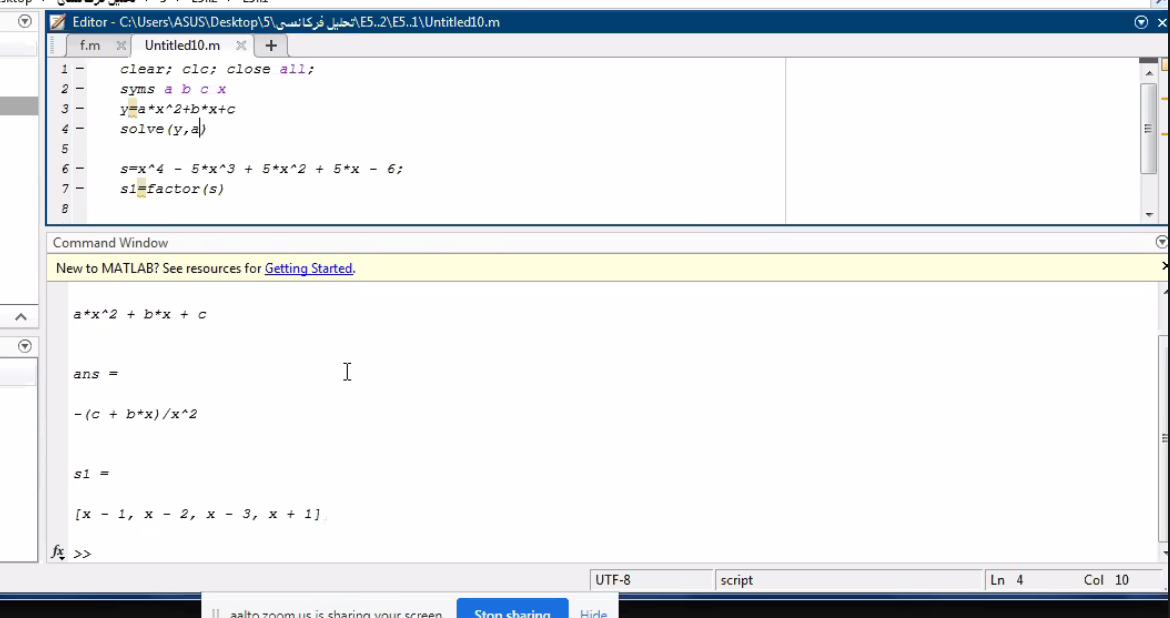 Editor - C:\Users\ASUS\Desktop\5\تحلیل فرکانسی\E5..2\E5..1\Untitled10.m
f.m × Untitled10.m × +
1 - clear; clc; close all;
2 - syms a b c x
3 - y=a*x^2+b*x+c
4 - solve(y,a)
5
6 - s=x^4 - 5*x^3 + 5*x^2 + 5*x - 6;
7 - s1=factor(s)
8
Command Window
New to MATLAB? See resources for Getting Started.
a*x^2 + b*x + c
ans =
-(c + b*x)/x^2
s1 =
[x - 1, x - 2, x - 3, x + 1]
fx >>
UTF-8 script Ln 4 Col 10
aalto.zoom.us is sharing your screen. Stop sharing Hide